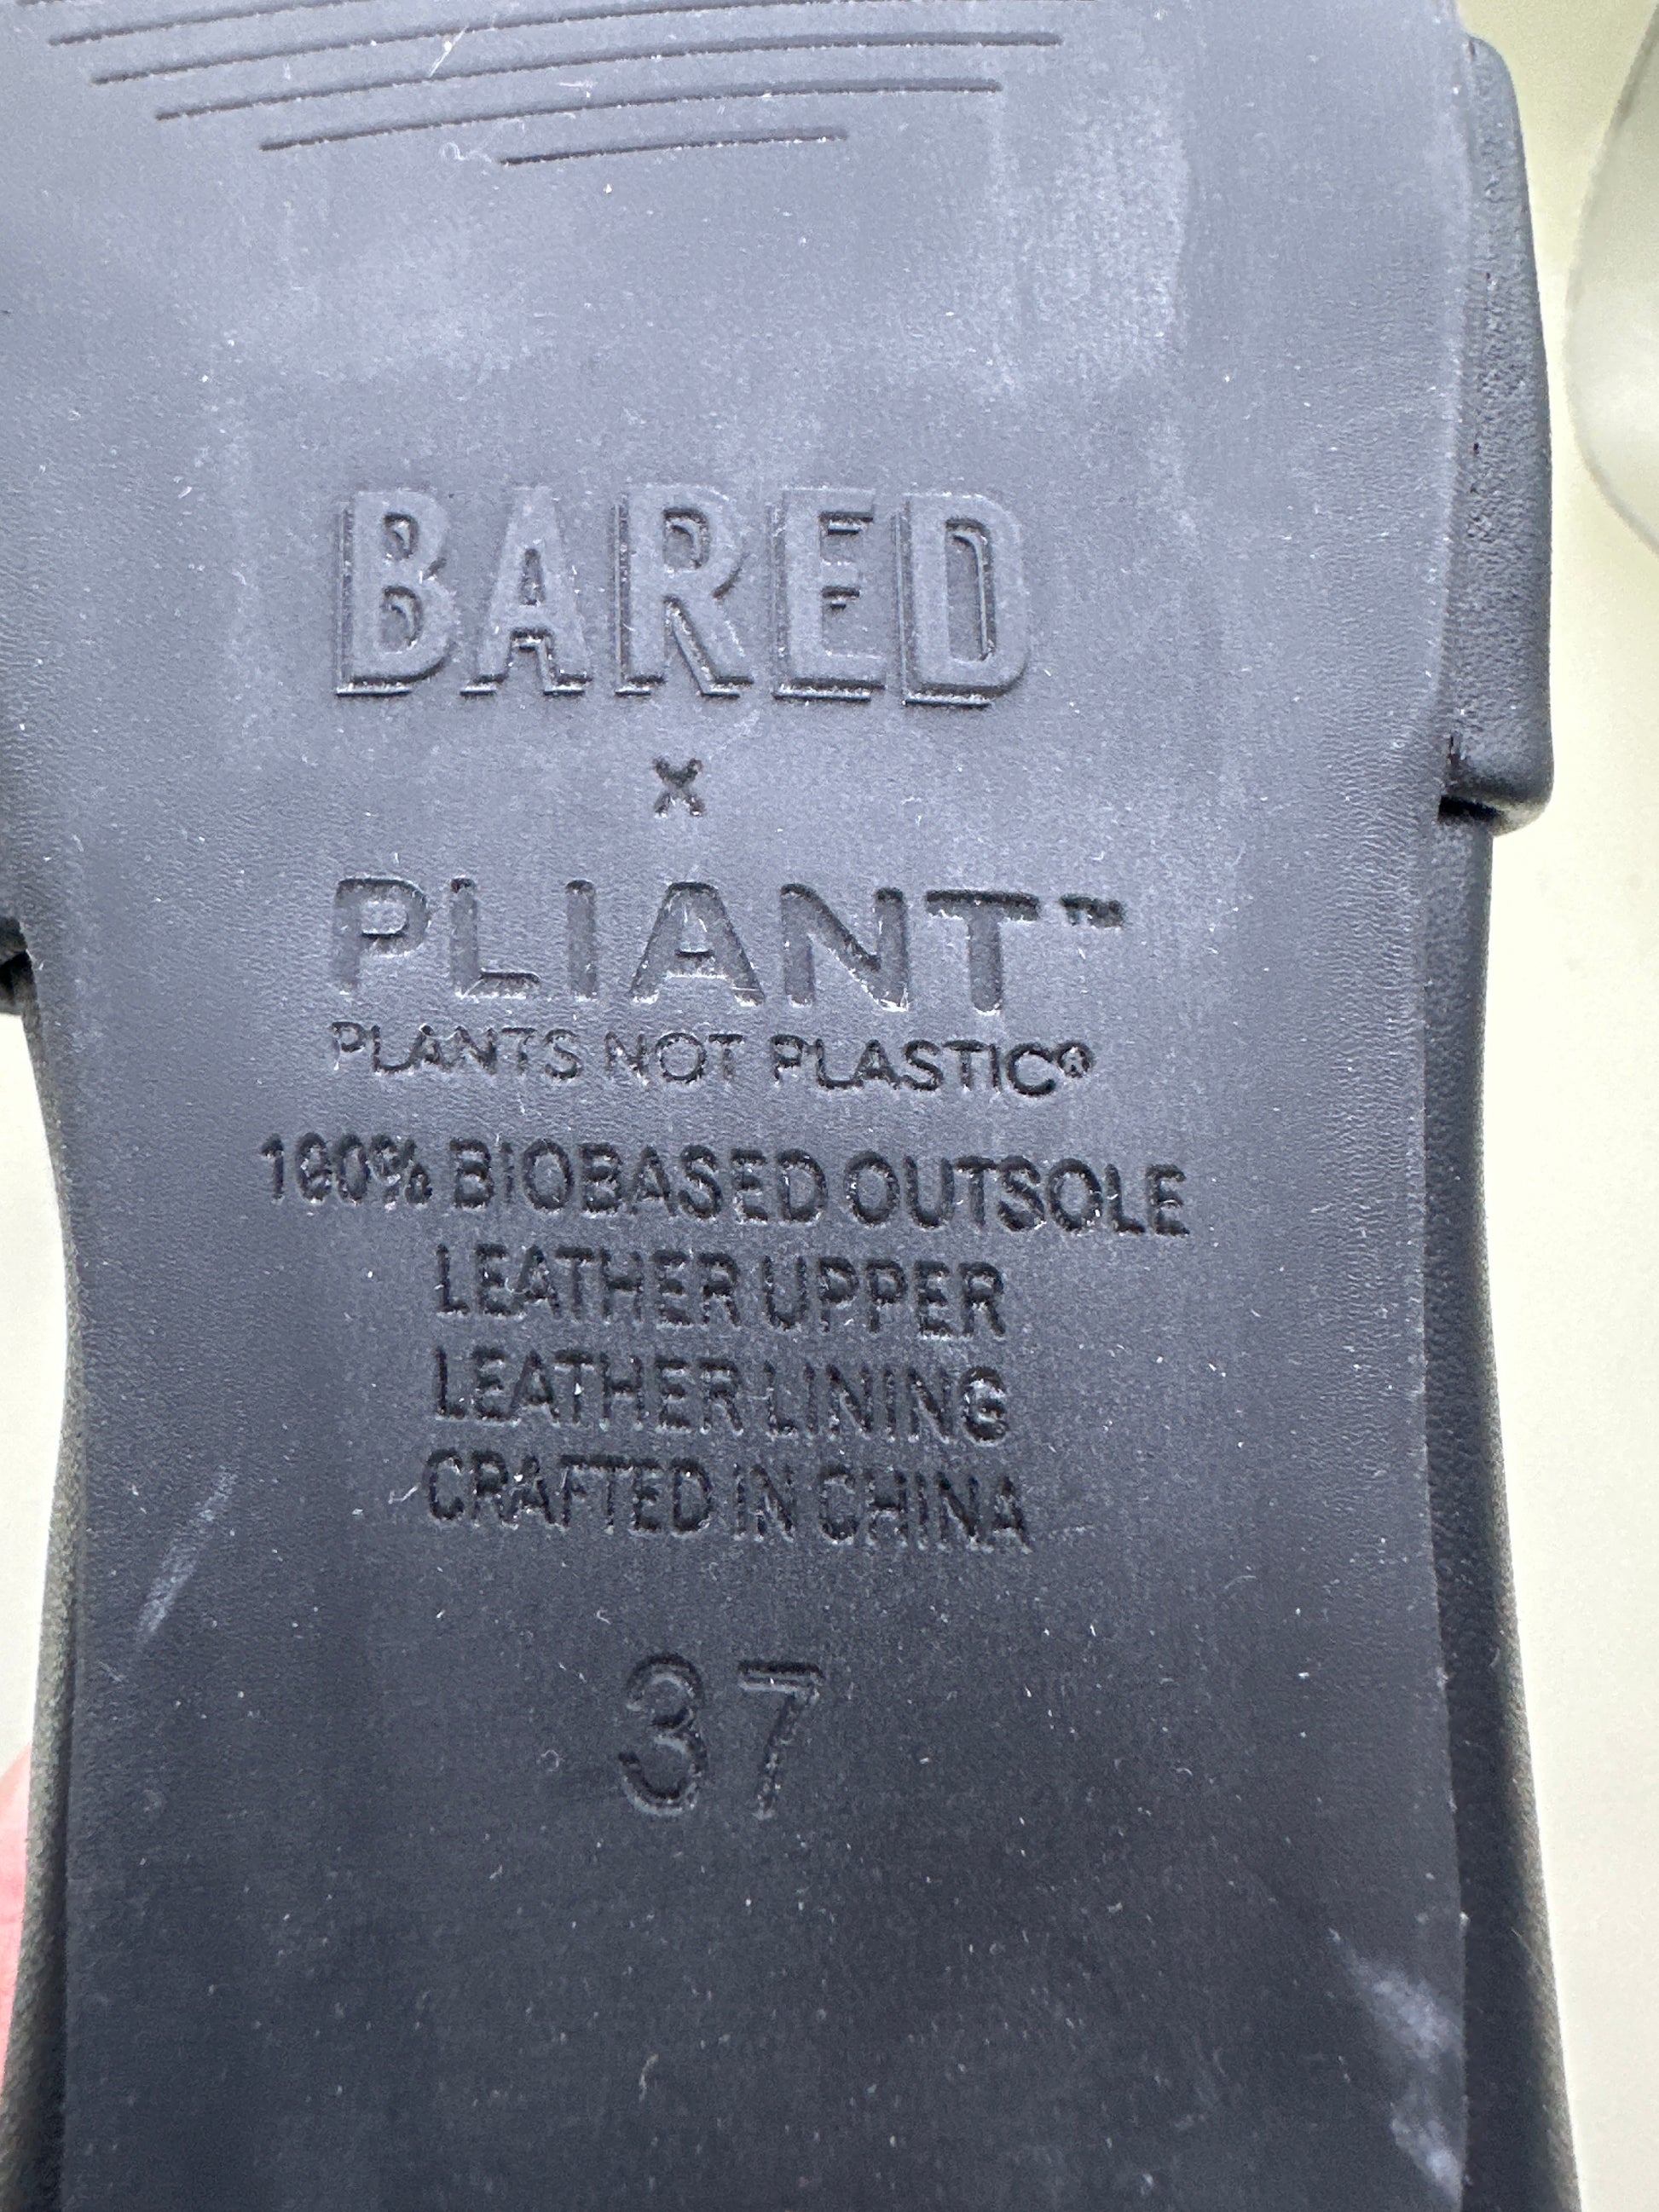 BARED
x
PLIANT™
PLANTS NOT PLASTIC®
100% BIOBASED OUTSOLE
LEATHER UPPER
LEATHER LINING
CRAFTED IN CHINA
37